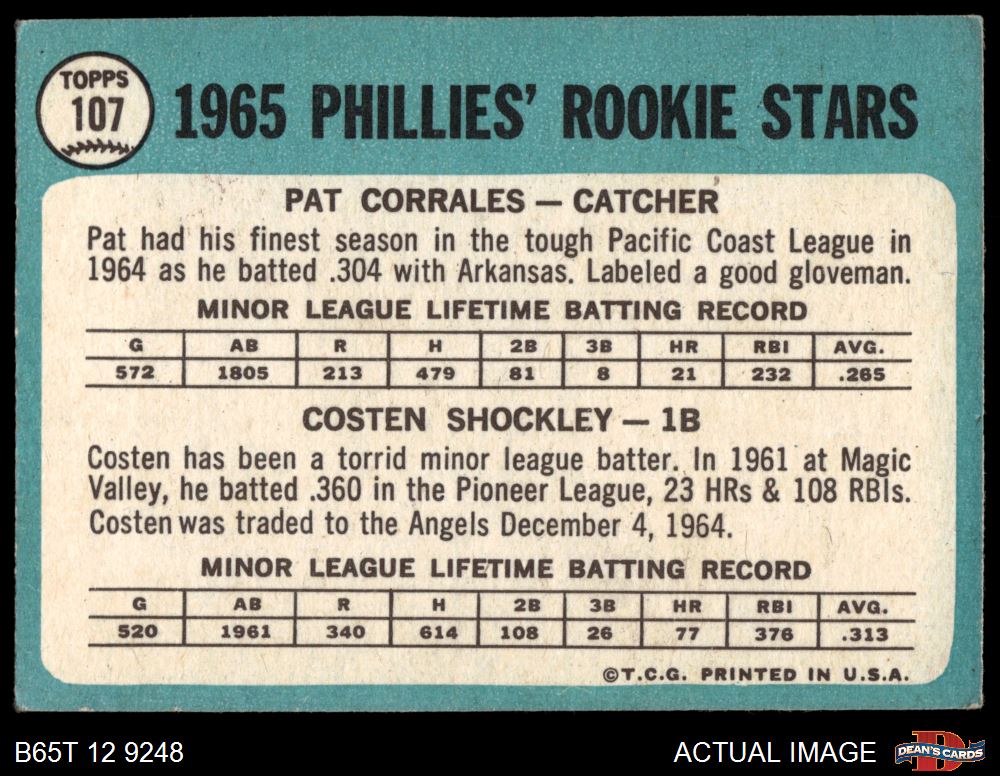 TOPPS
107
1965 PHILLIES' ROOKIE STARS
PAT CORRALES — CATCHER
Pat had his finest season in the tough Pacific Coast League in
1964 as he batted .304 with Arkansas. Labeled a good gloveman.
MINOR LEAGUE LIFETIME BATTING RECORD
G AB R H 2B 3B HR RBI AVG.
572 1805 213 479 81 8 21 232 .265
COSTEN SHOCKLEY — 1B
Costen has been a torrid minor league batter. In 1961 at Magic
Valley, he batted .360 in the Pioneer League, 23 HRs & 108 RBIs.
Costen was traded to the Angels December 4, 1964.
MINOR LEAGUE LIFETIME BATTING RECORD
G AB R H 2B 3B HR RBI AVG.
520 1961 340 614 108 26 77 376 .313
©T.C.G. PRINTED IN U.S.A.
B65T 12 9248
ACTUAL IMAGE
D
DEAN'S CARDS